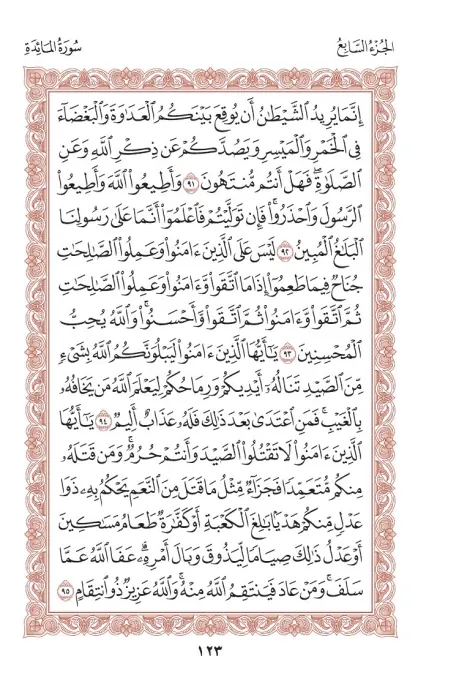 الجُزءُ السَّابِعُ
سُورَةُ المَائِدَةِ
إِنَّمَا يُرِيدُ ٱلشَّيْطَٰنُ أَن يُوقِعَ بَيْنَكُمُ ٱلْعَدَٰوَةَ وَٱلْبَغْضَآءَ
فِى ٱلْخَمْرِ وَٱلْمَيْسِرِ وَيَصُدَّكُمْ عَن ذِكْرِ ٱللَّهِ وَعَنِ
ٱلصَّلَوٰةِ ۖ فَهَلْ أَنتُم مُّنتَهُونَ ٩١ وَأَطِيعُوا۟ ٱللَّهَ وَأَطِيعُوا۟
ٱلرَّسُولَ وَٱحْذَرُوا۟ ۚ فَإِن تَوَلَّيْتُمْ فَٱعْلَمُوٓا۟ أَنَّمَا عَلَىٰ رَسُولِنَا
ٱلْبَلَٰغُ ٱلْمُبِينُ ٩٢ لَيْسَ عَلَى ٱلَّذِينَ ءَامَنُوا۟ وَعَمِلُوا۟ ٱلصَّٰلِحَٰتِ
جُنَاحٌ فِيمَا طَعِمُوٓا۟ إِذَا مَا ٱتَّقَوا۟ وَّءَامَنُوا۟ وَعَمِلُوا۟ ٱلصَّٰلِحَٰتِ
ثُمَّ ٱتَّقَوا۟ وَّءَامَنُوا۟ ثُمَّ ٱتَّقَوا۟ وَّأَحْسَنُوا۟ ۗ وَٱللَّهُ يُحِبُّ
ٱلْمُحْسِنِينَ ٩٣ يَٰٓأَيُّهَا ٱلَّذِينَ ءَامَنُوا۟ لَيَبْلُوَنَّكُمُ ٱللَّهُ بِشَىْءٍ
مِّنَ ٱلصَّيْدِ تَنَالُهُۥٓ أَيْدِيكُمْ وَرِمَاحُكُمْ لِيَعْلَمَ ٱللَّهُ مَن يَخَافُهُۥ
بِٱلْغَيْبِ ۚ فَمَنِ ٱعْتَدَىٰ بَعْدَ ذَٰلِكَ فَلَهُۥ عَذَابٌ أَلِيمٌ ٩٤ يَٰٓأَيُّهَا
ٱلَّذِينَ ءَامَنُوا۟ لَا تَقْتُلُوا۟ ٱلصَّيْدَ وَأَنتُمْ حُرُمٌ ۚ وَمَن قَتَلَهُۥ
مِنكُم مُّتَعَمِّدًا فَجَزَآءٌ مِّثْلُ مَا قَتَلَ مِنَ ٱلنَّعَمِ يَحْكُمُ بِهِۦ ذَوَا
عَدْلٍ مِّنكُمْ هَدْيًۢا بَٰلِغَ ٱلْكَعْبَةِ أَوْ كَفَّٰرَةٌ طَعَامُ مَسَٰكِينَ
أَوْ عَدْلُ ذَٰلِكَ صِيَامًا لِّيَذُوقَ وَبَالَ أَمْرِهِۦ ۗ عَفَا ٱللَّهُ عَمَّا
سَلَفَ ۚ وَمَنْ عَادَ فَيَنتَقِمُ ٱللَّهُ مِنْهُ ۗ وَٱللَّهُ عَزِيزٌ ذُو ٱنتِقَامٍ ٩٥
١٢٣